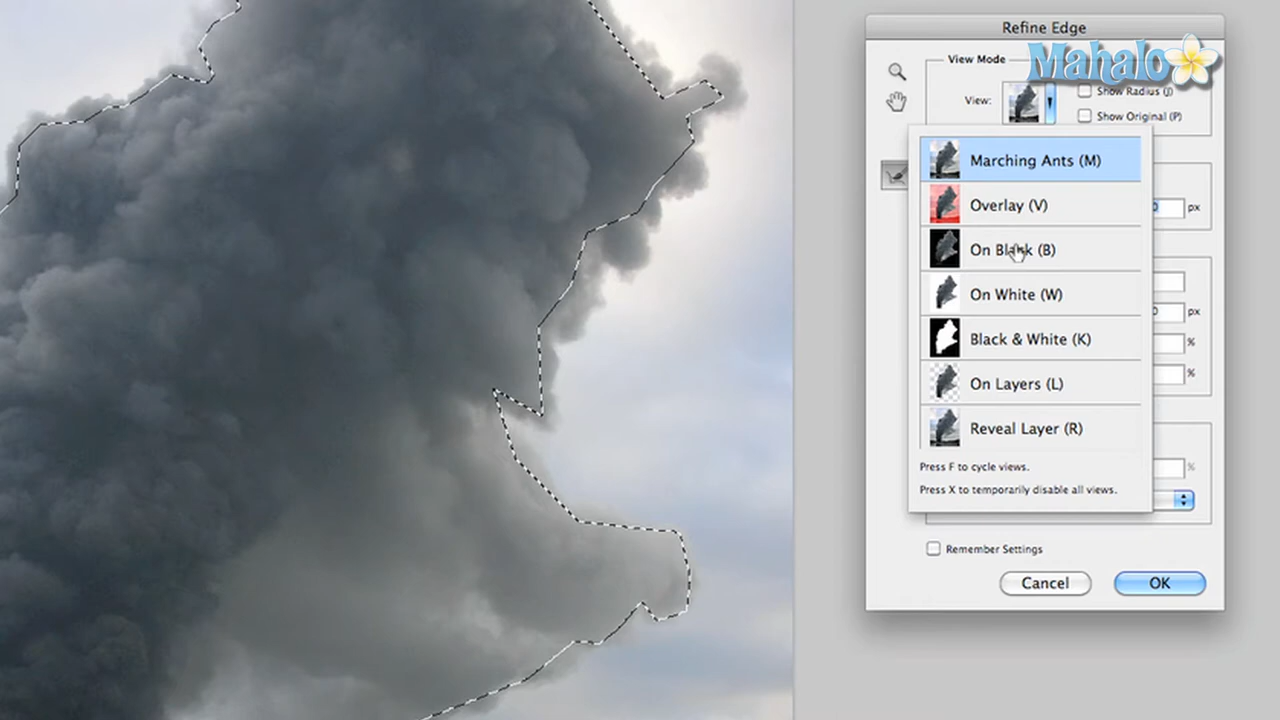 Refine Edge
Mahalo
View Mode
View:
Show Radius (J)
Show Original (P)
Marching Ants (M)
Overlay (V)
On Black (B)
On White (W)
Black & White (K)
On Layers (L)
Reveal Layer (R)
Press F to cycle views.
Press X to temporarily disable all views.
px
px
%
%
%
Remember Settings
Cancel
OK